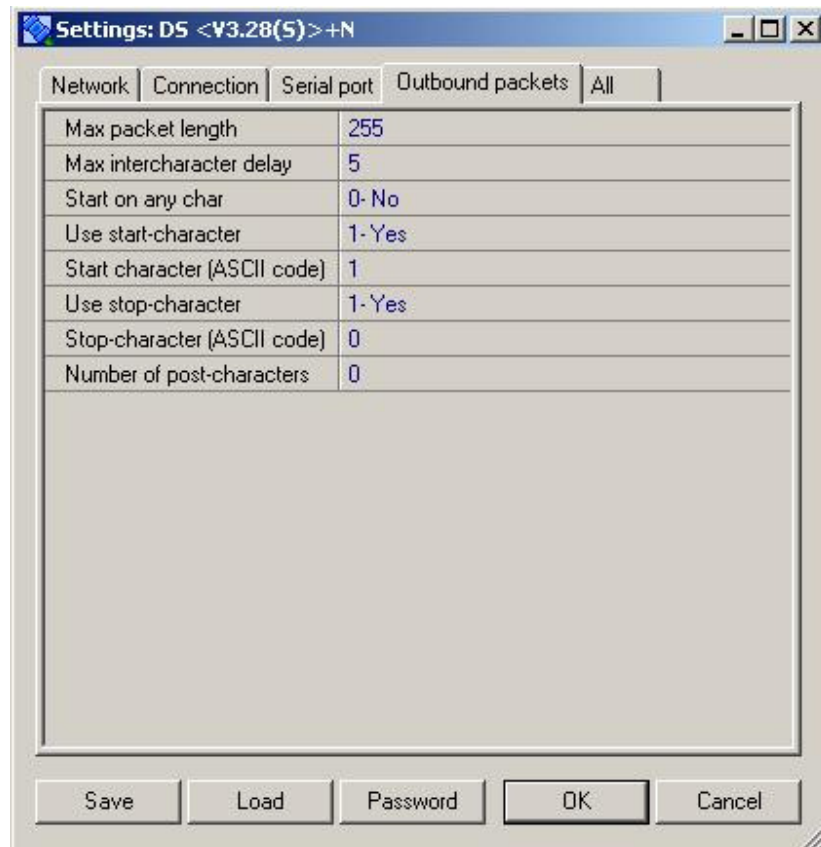 Settings: DS <V3.28(S)>+N
Network Connection Serial port Outbound packets All
Max packet length 255
Max intercharacter delay 5
Start on any char 0- No
Use start-character 1- Yes
Start character (ASCII code) 1
Use stop-character 1- Yes
Stop-character (ASCII code) 0
Number of post-characters 0
Save Load Password OK Cancel